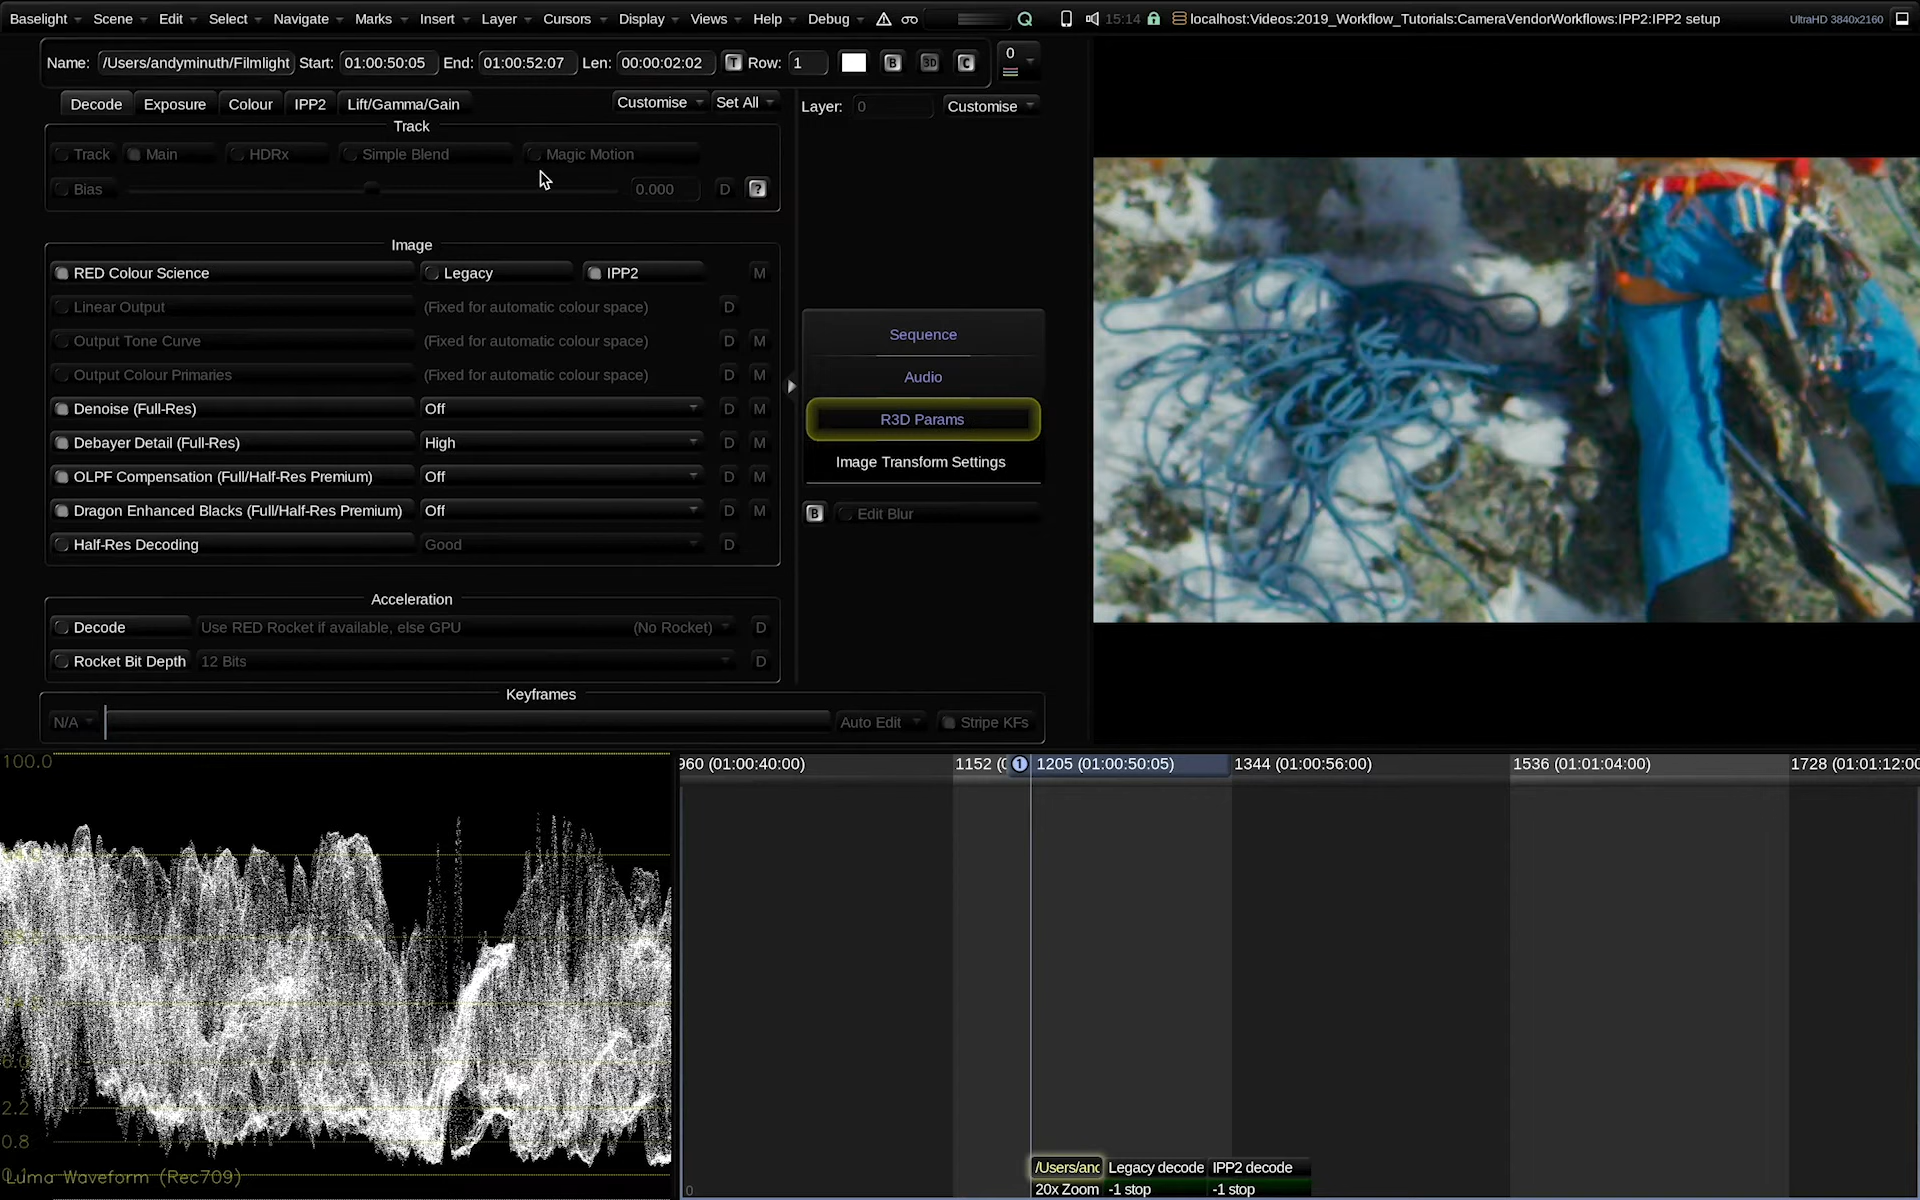 Baselight Scene Edit Select Navigate Marks Insert Layer Cursors Display Views Help Debug 15:14 localhost:Videos:2019_Workflow_Tutorials:CameraVendorWorkflows:IPP2:IPP2 setup UltraHD 3840x2160
Name: /Users/andyminuth/Filmlight Start: 01:00:50:05 End: 01:00:52:07 Len: 00:00:02:02 T Row: 1 B 3D C 0
Decode Exposure Colour IPP2 Lift/Gamma/Gain Customise Set All
Layer: 0 Customise
Track
Track Main HDRx Simple Blend Magic Motion
Bias 0.000 D ?
Image
RED Colour Science Legacy IPP2 M
Linear Output (Fixed for automatic colour space) D
Output Tone Curve (Fixed for automatic colour space) D M
Output Colour Primaries (Fixed for automatic colour space) D M
Denoise (Full-Res) Off D M
Debayer Detail (Full-Res) High D M
OLPF Compensation (Full/Half-Res Premium) Off D M
Dragon Enhanced Blacks (Full/Half-Res Premium) Off D M
Half-Res Decoding Good D
Sequence
Audio
R3D Params
Image Transform Settings
B Edit Blur
Acceleration
Decode Use RED Rocket if available, else GPU (No Rocket) D
Rocket Bit Depth 12 Bits D
Keyframes
N/A Auto Edit Stripe KFs
100.0
2.2
0.8
Luma Waveform (Rec709)
960 (01:00:40:00) 1152 (0 1 1205 (01:00:50:05) 1344 (01:00:56:00) 1536 (01:01:04:00) 1728 (01:01:12:00
/Users/and Legacy decode IPP2 decode
0 20x Zoom -1 stop -1 stop